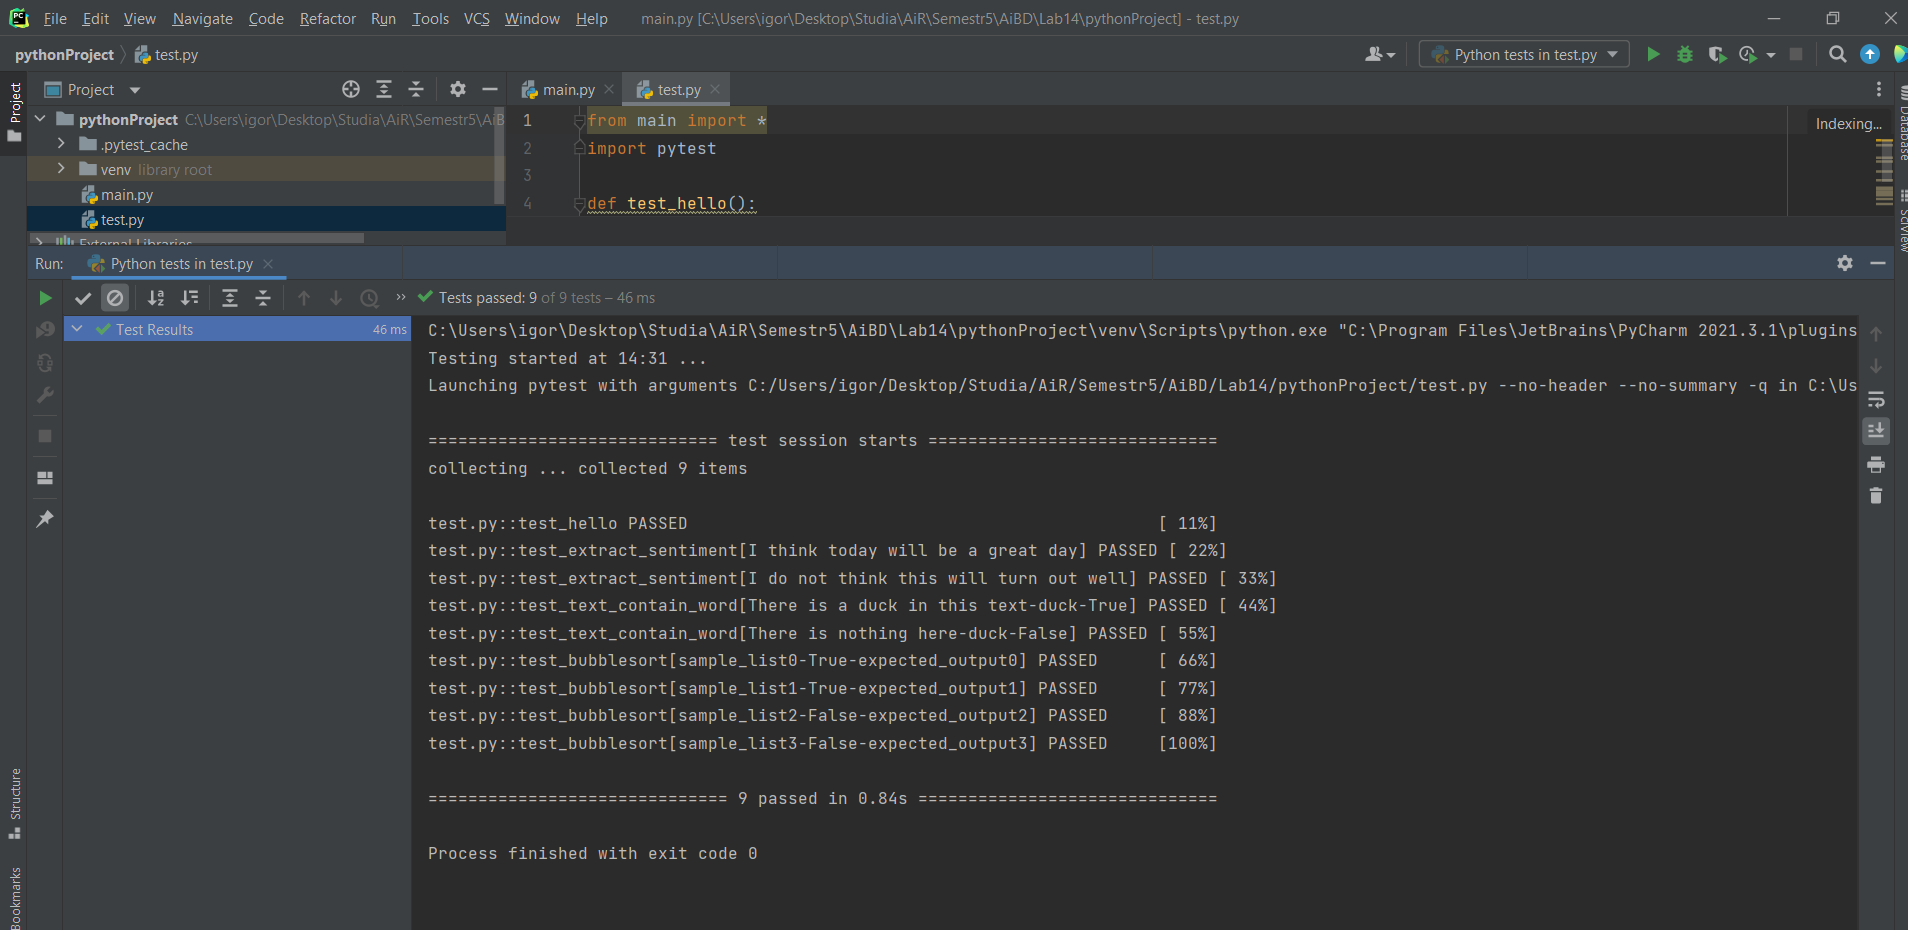 File Edit View Navigate Code Refactor Run Tools VCS Window Help main.py [C:\Users\igor\Desktop\Studia\AiR\Semestr5\AiBD\Lab14\pythonProject] - test.py
pythonProject test.py Python tests in test.py
Project
Project
main.py test.py
pythonProject C:\Users\igor\Desktop\Studia\AiR\Semestr5\AiB
.pytest_cache
venv library root
main.py
test.py
External Libraries
1 from main import *
2 import pytest
3
4 def test_hello():
Indexing...
Database
SciView
Run: Python tests in test.py
Tests passed: 9 of 9 tests – 46 ms
Test Results 46 ms
C:\Users\igor\Desktop\Studia\AiR\Semestr5\AiBD\Lab14\pythonProject\venv\Scripts\python.exe "C:\Program Files\JetBrains\PyCharm 2021.3.1\plugins
Testing started at 14:31 ...
Launching pytest with arguments C:/Users/igor/Desktop/Studia/AiR/Semestr5/AiBD/Lab14/pythonProject/test.py --no-header --no-summary -q in C:\Us
============================= test session starts =============================
collecting ... collected 9 items
test.py::test_hello PASSED [ 11%]
test.py::test_extract_sentiment[I think today will be a great day] PASSED [ 22%]
test.py::test_extract_sentiment[I do not think this will turn out well] PASSED [ 33%]
test.py::test_text_contain_word[There is a duck in this text-duck-True] PASSED [ 44%]
test.py::test_text_contain_word[There is nothing here-duck-False] PASSED [ 55%]
test.py::test_bubblesort[sample_list0-True-expected_output0] PASSED [ 66%]
test.py::test_bubblesort[sample_list1-True-expected_output1] PASSED [ 77%]
test.py::test_bubblesort[sample_list2-False-expected_output2] PASSED [ 88%]
test.py::test_bubblesort[sample_list3-False-expected_output3] PASSED [100%]
============================== 9 passed in 0.84s ==============================
Process finished with exit code 0
Structure
Bookmarks